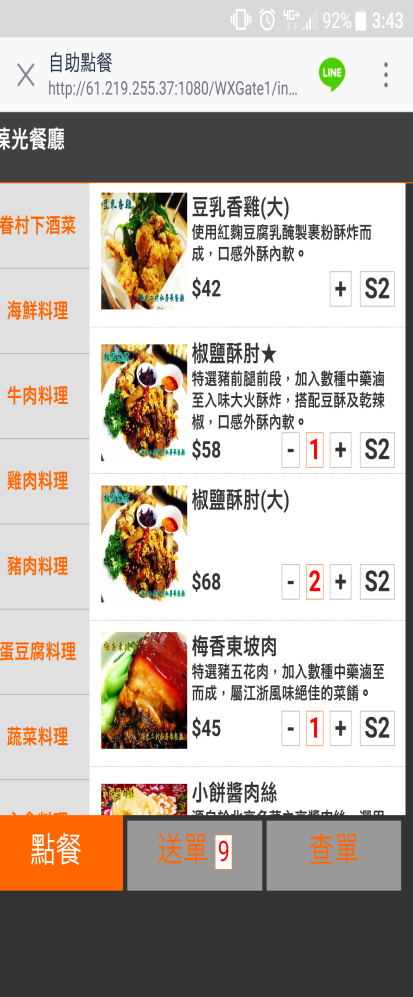 4G+ 92% 3:43
自助點餐
http://61.219.255.37:1080/WXGate1/in...
LINE
葆光餐廳
眷村下酒菜
海鮮料理
牛肉料理
雞肉料理
豬肉料理
蛋豆腐料理
蔬菜料理
豆乳香雞
豆乳香雞(大)
使用紅麴豆腐乳醃製裹粉酥炸而
成，口感外酥內軟。
$42
+ S2
椒鹽酥肘★
特選豬前腿前段，加入數種中藥滷
至入味大火酥炸，搭配豆酥及乾辣
椒，口感外酥內軟。
$58
- 1 + S2
椒鹽酥肘(大)
$68
- 2 + S2
梅香東坡肉
特選豬五花肉，加入數種中藥滷至
而成，屬江浙風味絕佳的菜餚。
$45
- 1 + S2
小餅醬肉絲
點餐
送單 9
查單